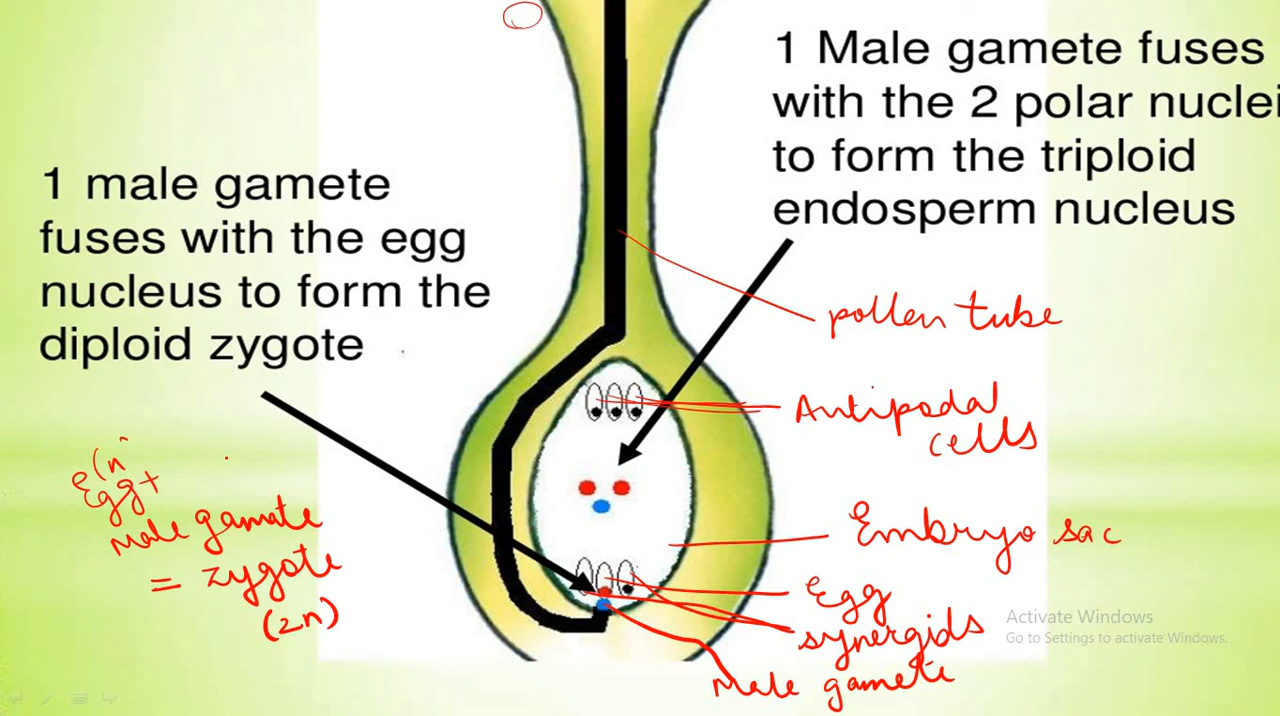 1 Male gamete fuses
with the 2 polar nuclei
to form the triploid
endosperm nucleus
1 male gamete
fuses with the egg
nucleus to form the
diploid zygote
pollen tube
Antipodal
cells
(n
Egg +
Male gamate
= zygote
(2n)
Embryo sac
Egg
synergids
Male gamete
Activate Windows
Go to Settings to activate Windows.